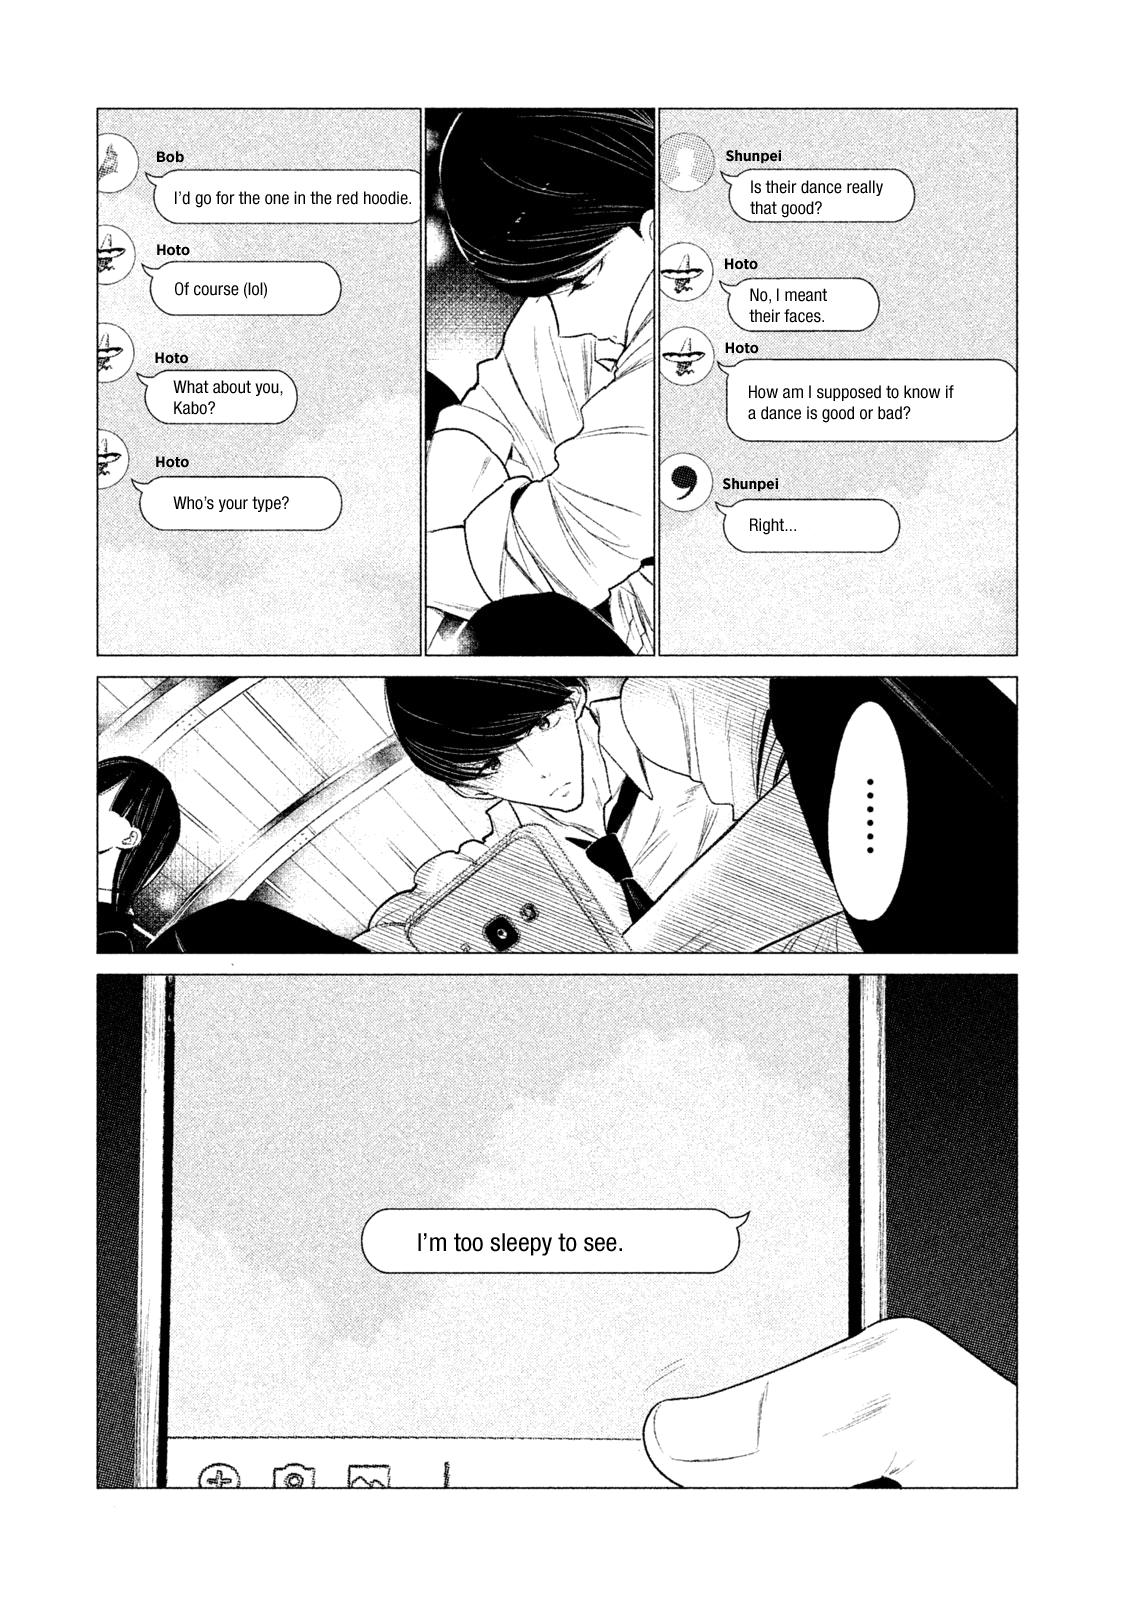 Shunpei
Is their dance really
that good?
Hoto
No, I meant
their faces.
Hoto
How am I supposed to know if
a dance is good or bad?
Shunpei
Right...
Bob
I'd go for the one in the red hoodie.
Hoto
Of course (lol)
Hoto
What about you,
Kabo?
Hoto
Who's your type?
......
I'm too sleepy to see.